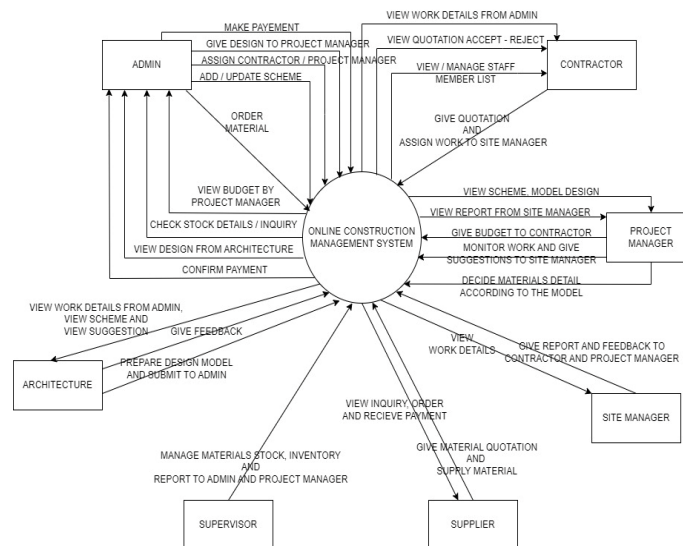 MAKE PAYEMENT
GIVE DESIGN TO PROJECT MANAGER
ASSIGN CONTRACTOR / PROJECT MANAGER
ADD / UPDATE SCHEME
ADMIN
ORDER
MATERIAL
VIEW WORK DETAILS FROM ADMIN
VIEW QUOTATION ACCEPT - REJECT
VIEW / MANAGE STAFF
MEMBER LIST
CONTRACTOR
GIVE QUOTATION
AND
ASSIGN WORK TO SITE MANAGER
VIEW BUDGET BY
PROJECT MANAGER
CHECK STOCK DETAILS / INQUIRY
VIEW DESIGN FROM ARCHITECTURE
CONFIRM PAYMENT
ONLINE CONSTRUCTION
MANAGEMENT SYSTEM
VIEW SCHEME, MODEL DESIGN
VIEW REPORT FROM SITE MANAGER
GIVE BUDGET TO CONTRACTOR
MONITOR WORK AND GIVE
SUGGESTIONS TO SITE MANAGER
DECIDE MATERIALS DETAIL
ACCORDING TO THE MODEL
PROJECT
MANAGER
VIEW WORK DETAILS FROM ADMIN,
VIEW SCHEME AND
VIEW SUGGESTION
GIVE FEEDBACK
PREPARE DESIGN MODEL
AND SUBMIT TO ADMIN
ARCHITECTURE
VIEW
WORK DETAILS
GIVE REPORT AND FEEDBACK TO
CONTRACTOR AND PROJECT MANAGER
SITE MANAGER
MANAGE MATERIALS STOCK, INVENTORY
AND
REPORT TO ADMIN AND PROJECT MANAGER
SUPERVISOR
VIEW INQUIRY, ORDER
AND RECIEVE PAYMENT
GIVE MATERIAL QUOTATION
AND
SUPPLY MATERIAL
SUPPLIER